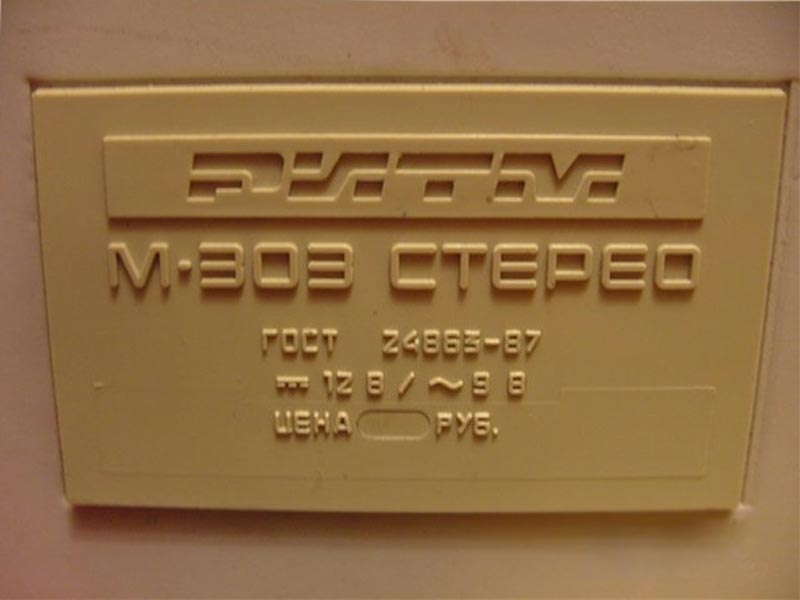 РИТМ
М·303 СТЕРЕО
ГОСТ 24863-87
⎓ 12 В / ~ 9 В
ЦЕНА РУБ.